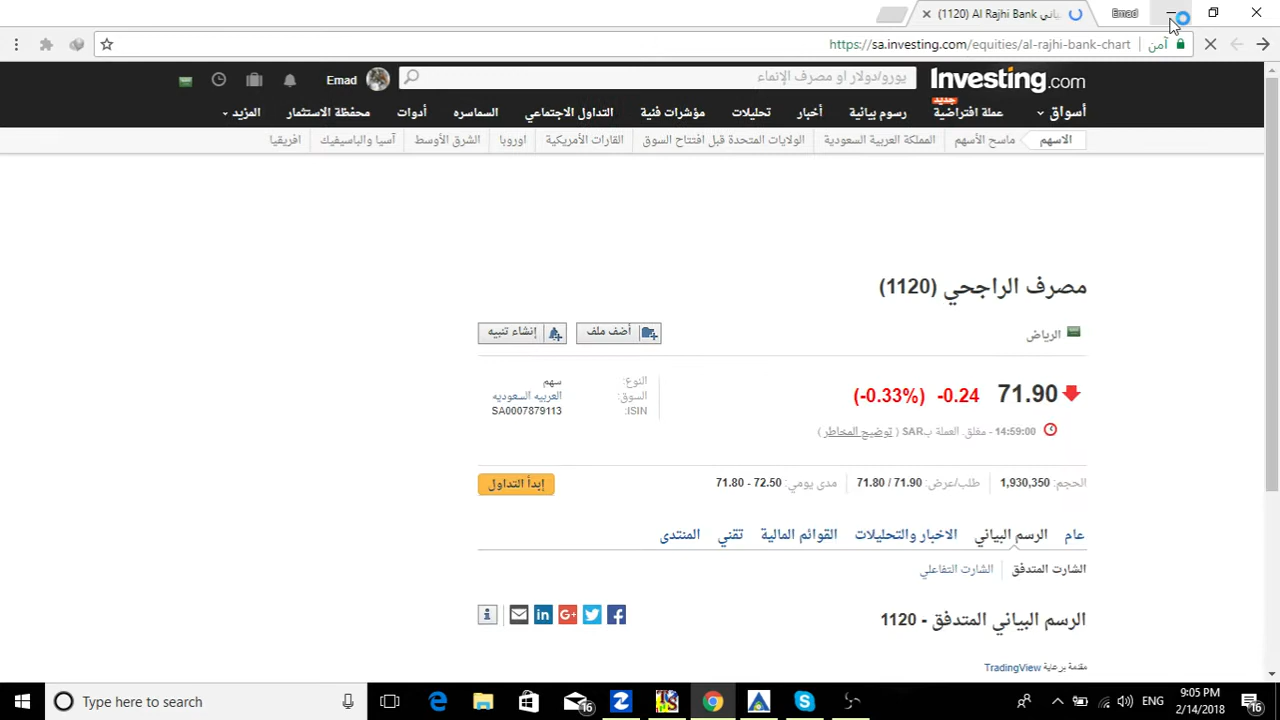 Al Rajhi Bank (1120) بياني
Emad
https://sa.investing.com/equities/al-rajhi-bank-chart
آمن
Investing.com
يورو/دولار او مصرف الإنماء
Emad
أسواق
عملة افتراضية
جديد
رسوم بيانية
أخبار
تحليلات
مؤشرات فنية
التداول الاجتماعي
السماسره
أدوات
محفظة الاستثمار
المزيد
الاسهم
ماسح الأسهم
المملكة العربية السعودية
الولايات المتحدة قبل افتتاح السوق
القارات الأمريكية
اوروبا
الشرق الأوسط
آسيا والباسيفيك
افريقيا
مصرف الراجحي (1120)
الرياض
أضف ملف
إنشاء تنبيه
71.90 -0.24 (-0.33%)
14:59:00 - مغلق. العملة بـSAR ( توضيح المخاطر )
النوع: سهم
السوق: العربيه السعوديه
ISIN: SA0007879113
الحجم: 1,930,350
طلب/عرض: 71.80 / 71.90
مدى يومي: 71.80 - 72.50
إبدأ التداول
عام
الرسم البياني
الاخبار والتحليلات
القوائم المالية
تقني
المنتدى
الشارت المتدفق
الشارت التفاعلي
الرسم البياني المتدفق - 1120
مقدمة برعاية TradingView
Type here to search
16
ENG
9:05 PM
2/14/2018
16